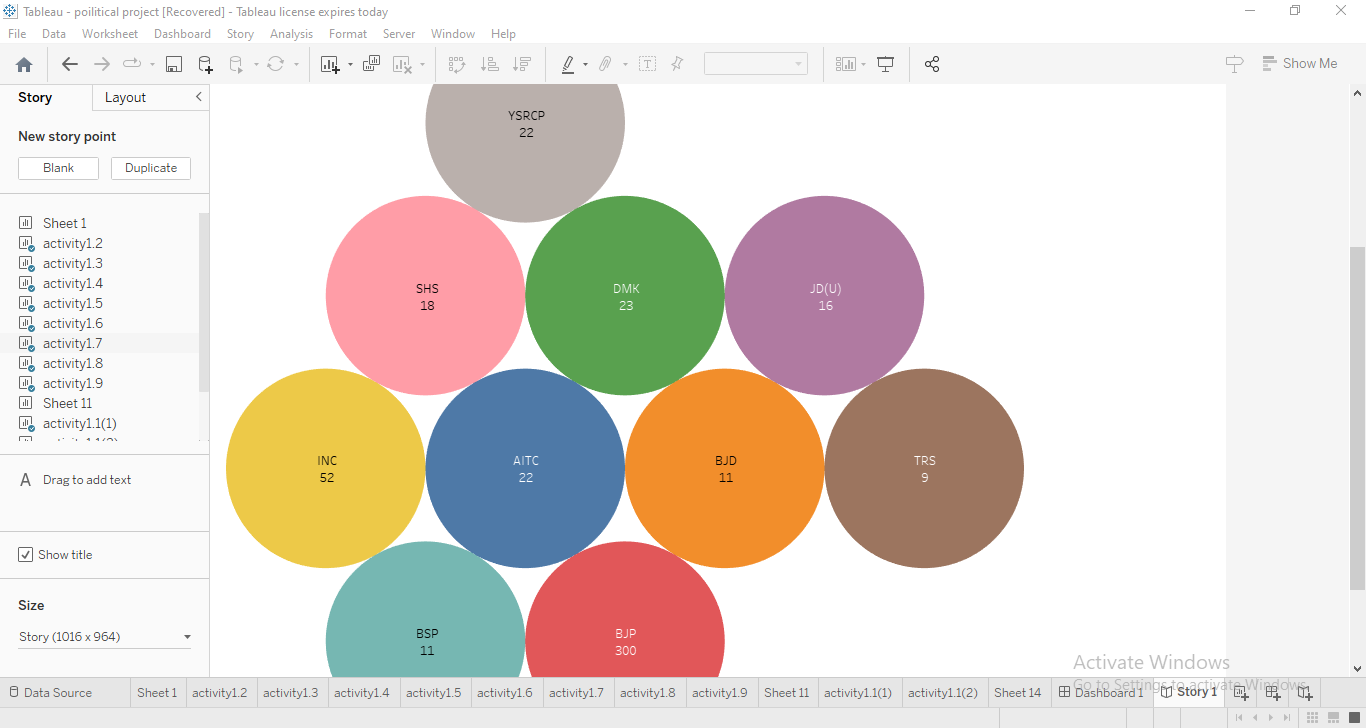 Tableau - poilitical project [Recovered] - Tableau license expires today
File Data Worksheet Dashboard Story Analysis Format Server Window Help
Show Me
Story Layout
New story point
Blank Duplicate
Sheet 1
activity1.2
activity1.3
activity1.4
activity1.5
activity1.6
activity1.7
activity1.8
activity1.9
Sheet 11
activity1.1(1)
A Drag to add text
Show title
Size
Story (1016 x 964)
YSRCP
22
SHS
18
DMK
23
JD(U)
16
INC
52
AITC
22
BJD
11
TRS
9
BSP
11
BJP
300
Activate Windows
Go to Settings to activate Windows.
Data Source Sheet 1 activity1.2 activity1.3 activity1.4 activity1.5 activity1.6 activity1.7 activity1.8 activity1.9 Sheet 11 activity1.1(1) activity1.1(2) Sheet 14 Dashboard 1 Story 1